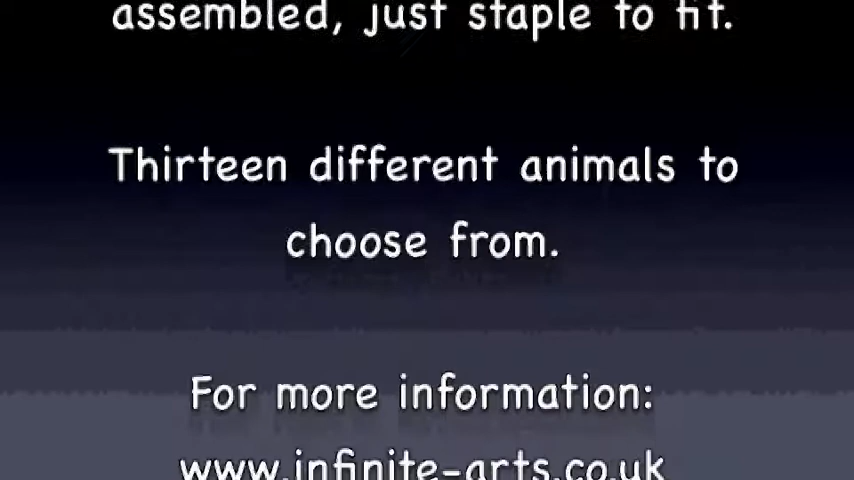 assembled, just staple to fit.
Thirteen different animals to
choose from.
For more information:
www.infinite-arts.co.uk